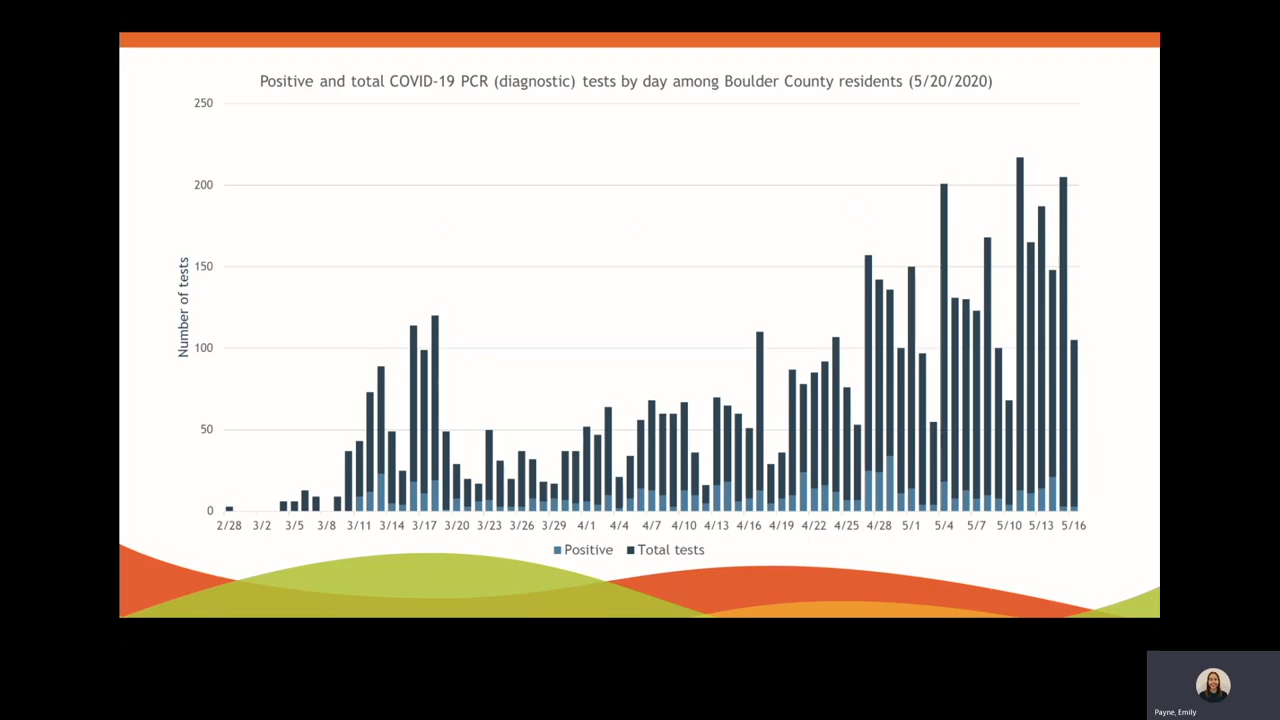 Positive and total COVID-19 PCR (diagnostic) tests by day among Boulder County residents (5/20/2020)
250
200
150
100
50
0
Number of tests
2/28 3/2 3/5 3/8 3/11 3/14 3/17 3/20 3/23 3/26 3/29 4/1 4/4 4/7 4/10 4/13 4/16 4/19 4/22 4/25 4/28 5/1 5/4 5/7 5/10 5/13 5/16
Positive Total tests
Payne, Emily